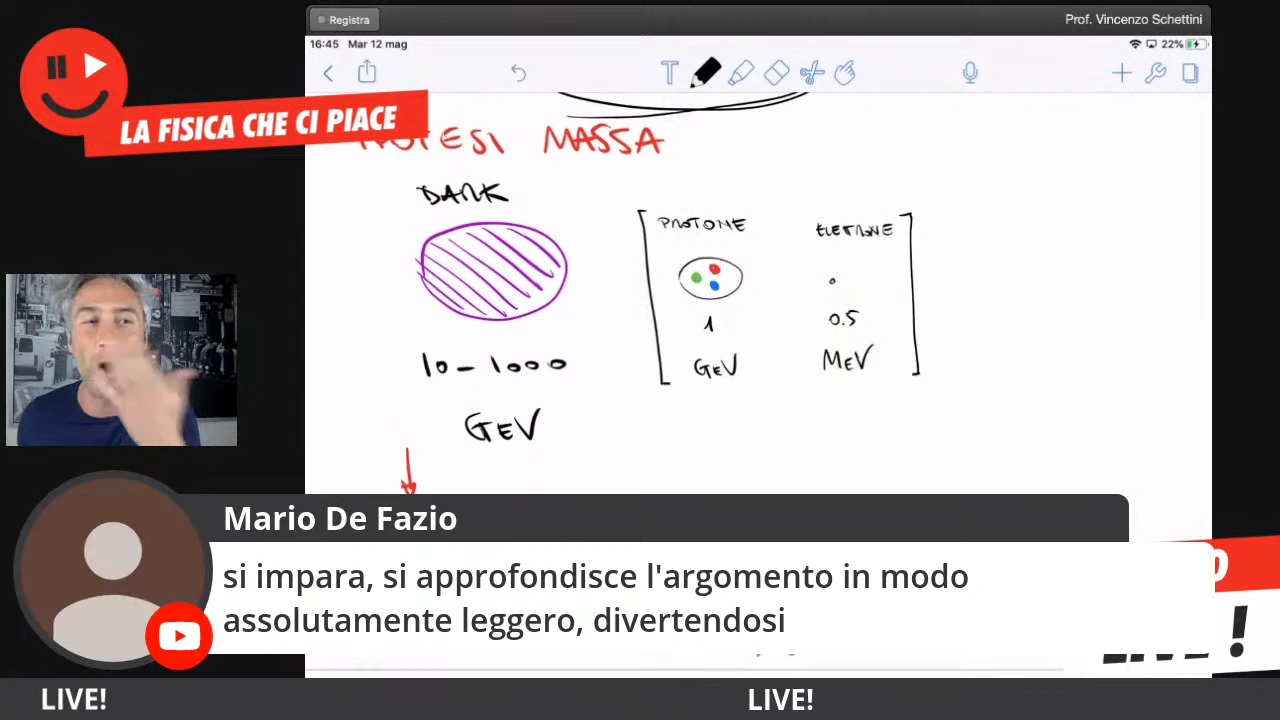 Registra
Prof. Vincenzo Schettini
16:45 Mar 12 mag
22%
LA FISICA CHE CI PIACE
MASSA
DARK
PROTONE
ELETTRONE
1
0.5
GeV
MeV
10 - 1000
GeV
Mario De Fazio
si impara, si approfondisce l'argomento in modo
assolutamente leggero, divertendosi
!
LIVE!
LIVE!